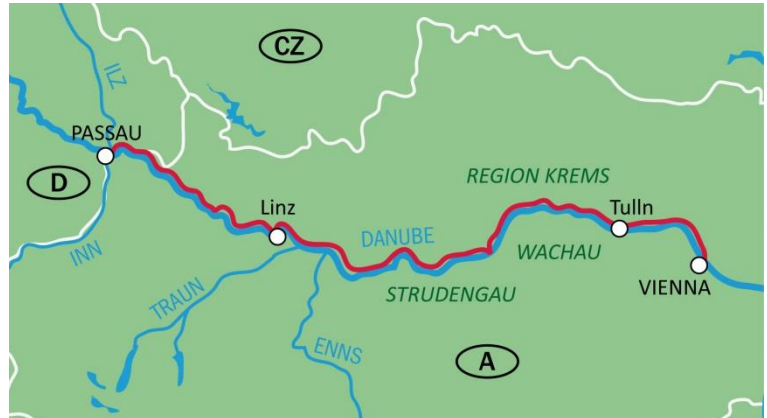 CZ
ILZ
PASSAU
D
INN
Linz
REGION KREMS
DANUBE
Tulln
WACHAU
VIENNA
STRUDENGAU
TRAUN
ENNS
A